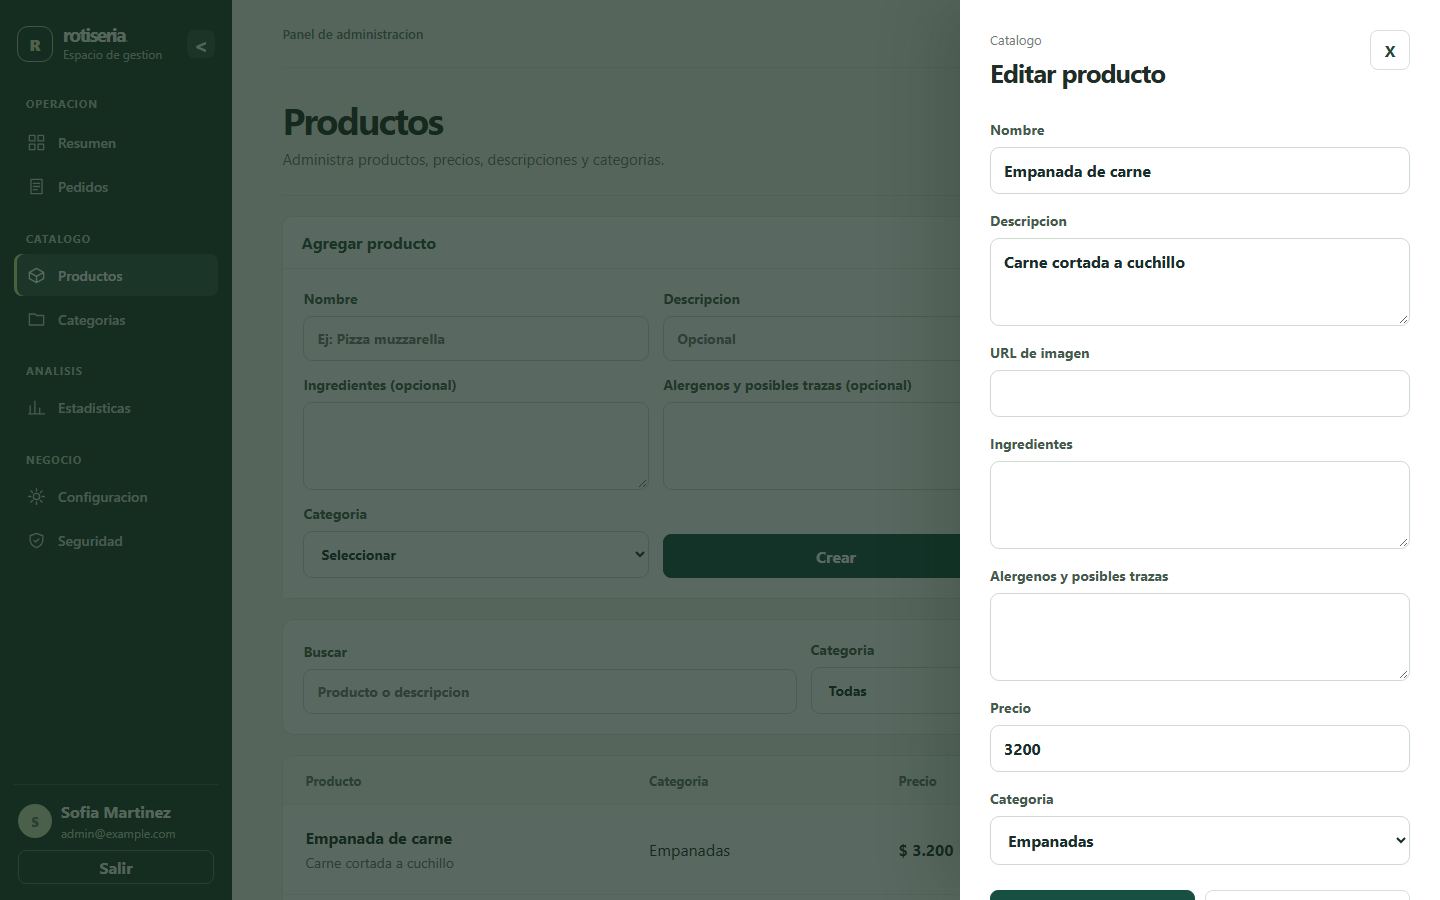 R
rotiseria
Espacio de gestion
<
OPERACION
Resumen
Pedidos
CATALOGO
Productos
Categorias
ANALISIS
Estadisticas
NEGOCIO
Configuracion
Seguridad
S
Sofia Martinez
admin@example.com
Salir
Panel de administracion
Productos
Administra productos, precios, descripciones y categorias.
Agregar producto
Nombre
Descripcion
Ej: Pizza muzzarella
Opcional
Ingredientes (opcional)
Alergenos y posibles trazas (opcional)
Categoria
Seleccionar
Crear
Buscar
Categoria
Producto o descripcion
Todas
Producto
Categoria
Precio
Empanada de carne
Carne cortada a cuchillo
Empanadas
$ 3.200
Catalogo
Editar producto
X
Nombre
Empanada de carne
Descripcion
Carne cortada a cuchillo
URL de imagen
Ingredientes
Alergenos y posibles trazas
Precio
3200
Categoria
Empanadas